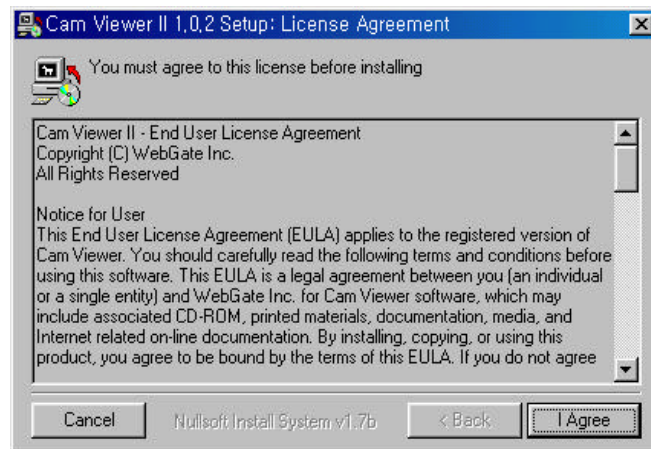 Cam Viewer II 1,0,2 Setup: License Agreement
You must agree to this license before installing
Cam Viewer II - End User License Agreement
Copyright (C) WebGate Inc.
All Rights Reserved
Notice for User
This End User License Agreement (EULA) applies to the registered version of
Cam Viewer. You should carefully read the following terms and conditions before
using this software. This EULA is a legal agreement between you (an individual
or a single entity) and WebGate Inc. for Cam Viewer software, which may
include associated CD-ROM, printed materials, documentation, media, and
Internet related on-line documentation. By installing, copying, or using this
product, you agree to be bound by the terms of this EULA. If you do not agree
Cancel
Nullsoft Install System v1.7b
< Back
I Agree